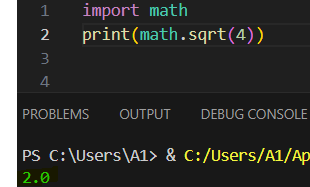 1 import math
2 print(math.sqrt(4))
3
4
PROBLEMS OUTPUT DEBUG CONSOLE
PS C:\Users\A1> & C:/Users/A1/Ap
2.0